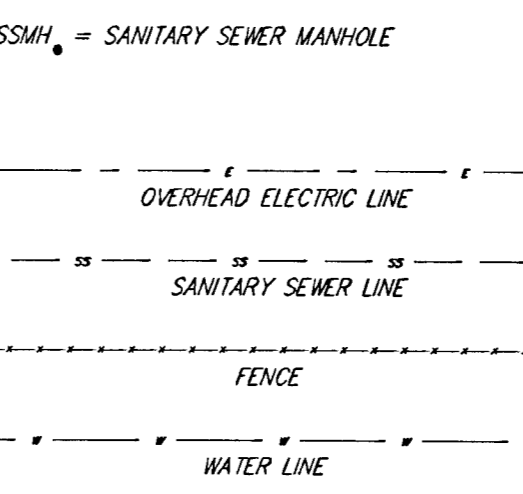 SSMH = SANITARY SEWER MANHOLE
E E
OVERHEAD ELECTRIC LINE
SS SS SS
SANITARY SEWER LINE
x x x x x x x x x x x x x x x x x
FENCE
W W W W
WATER LINE